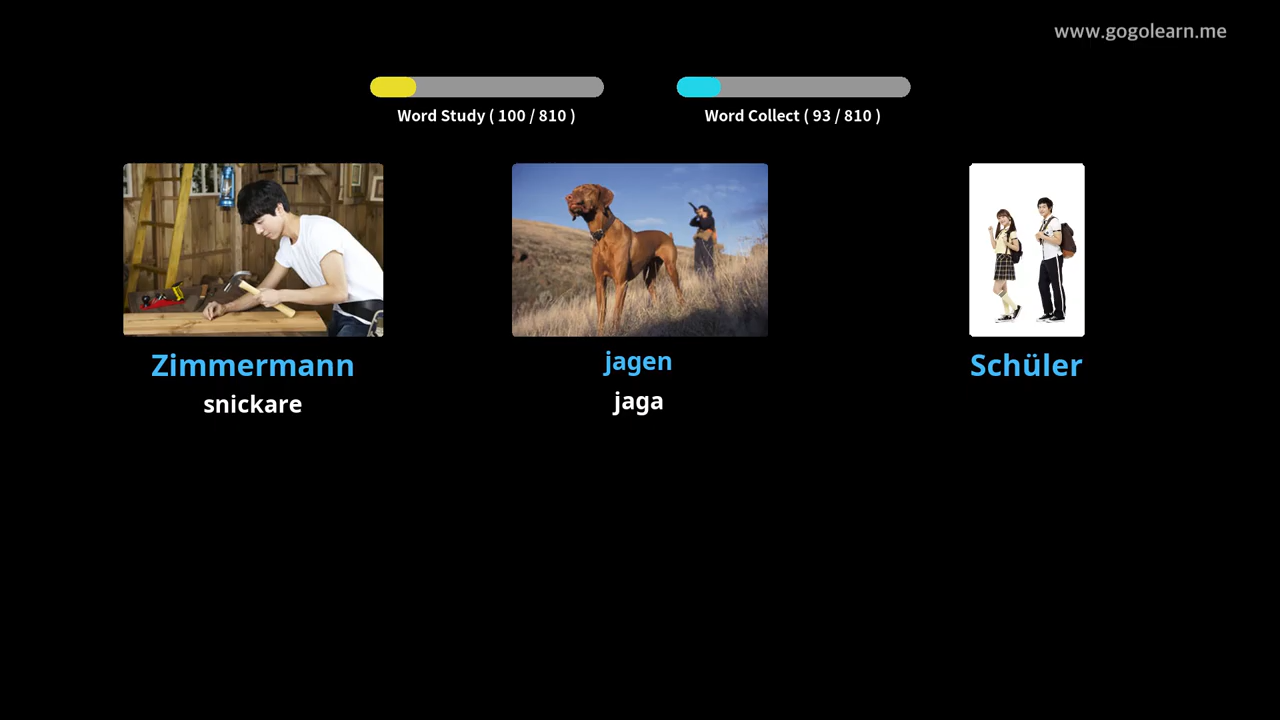 www.gogolearn.me
Word Study ( 100 / 810 )
Word Collect ( 93 / 810 )
Zimmermann
snickare
jagen
jaga
Schüler